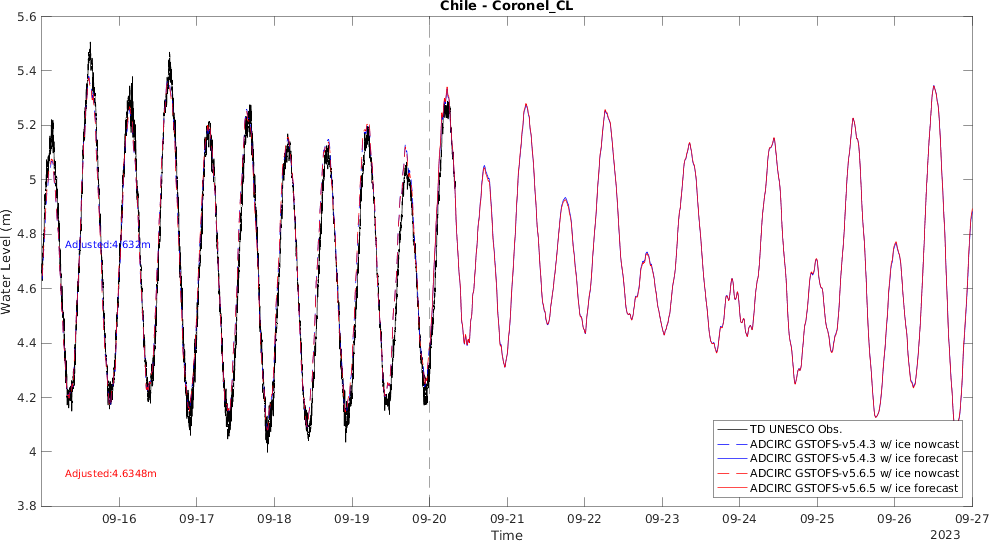 Chile - Coronel_CL
5.6
5.4
5.2
5
4.8
4.6
4.4
4.2
4
3.8
Water Level (m)
Adjusted:4.632m
Adjusted:4.6348m
TD UNESCO Obs.
ADCIRC GSTOFS-v5.4.3 w/ ice nowcast
ADCIRC GSTOFS-v5.4.3 w/ ice forecast
ADCIRC GSTOFS-v5.6.5 w/ ice nowcast
ADCIRC GSTOFS-v5.6.5 w/ ice forecast
09-16 09-17 09-18 09-19 09-20 09-21 09-22 09-23 09-24 09-25 09-26 09-27
Time
2023